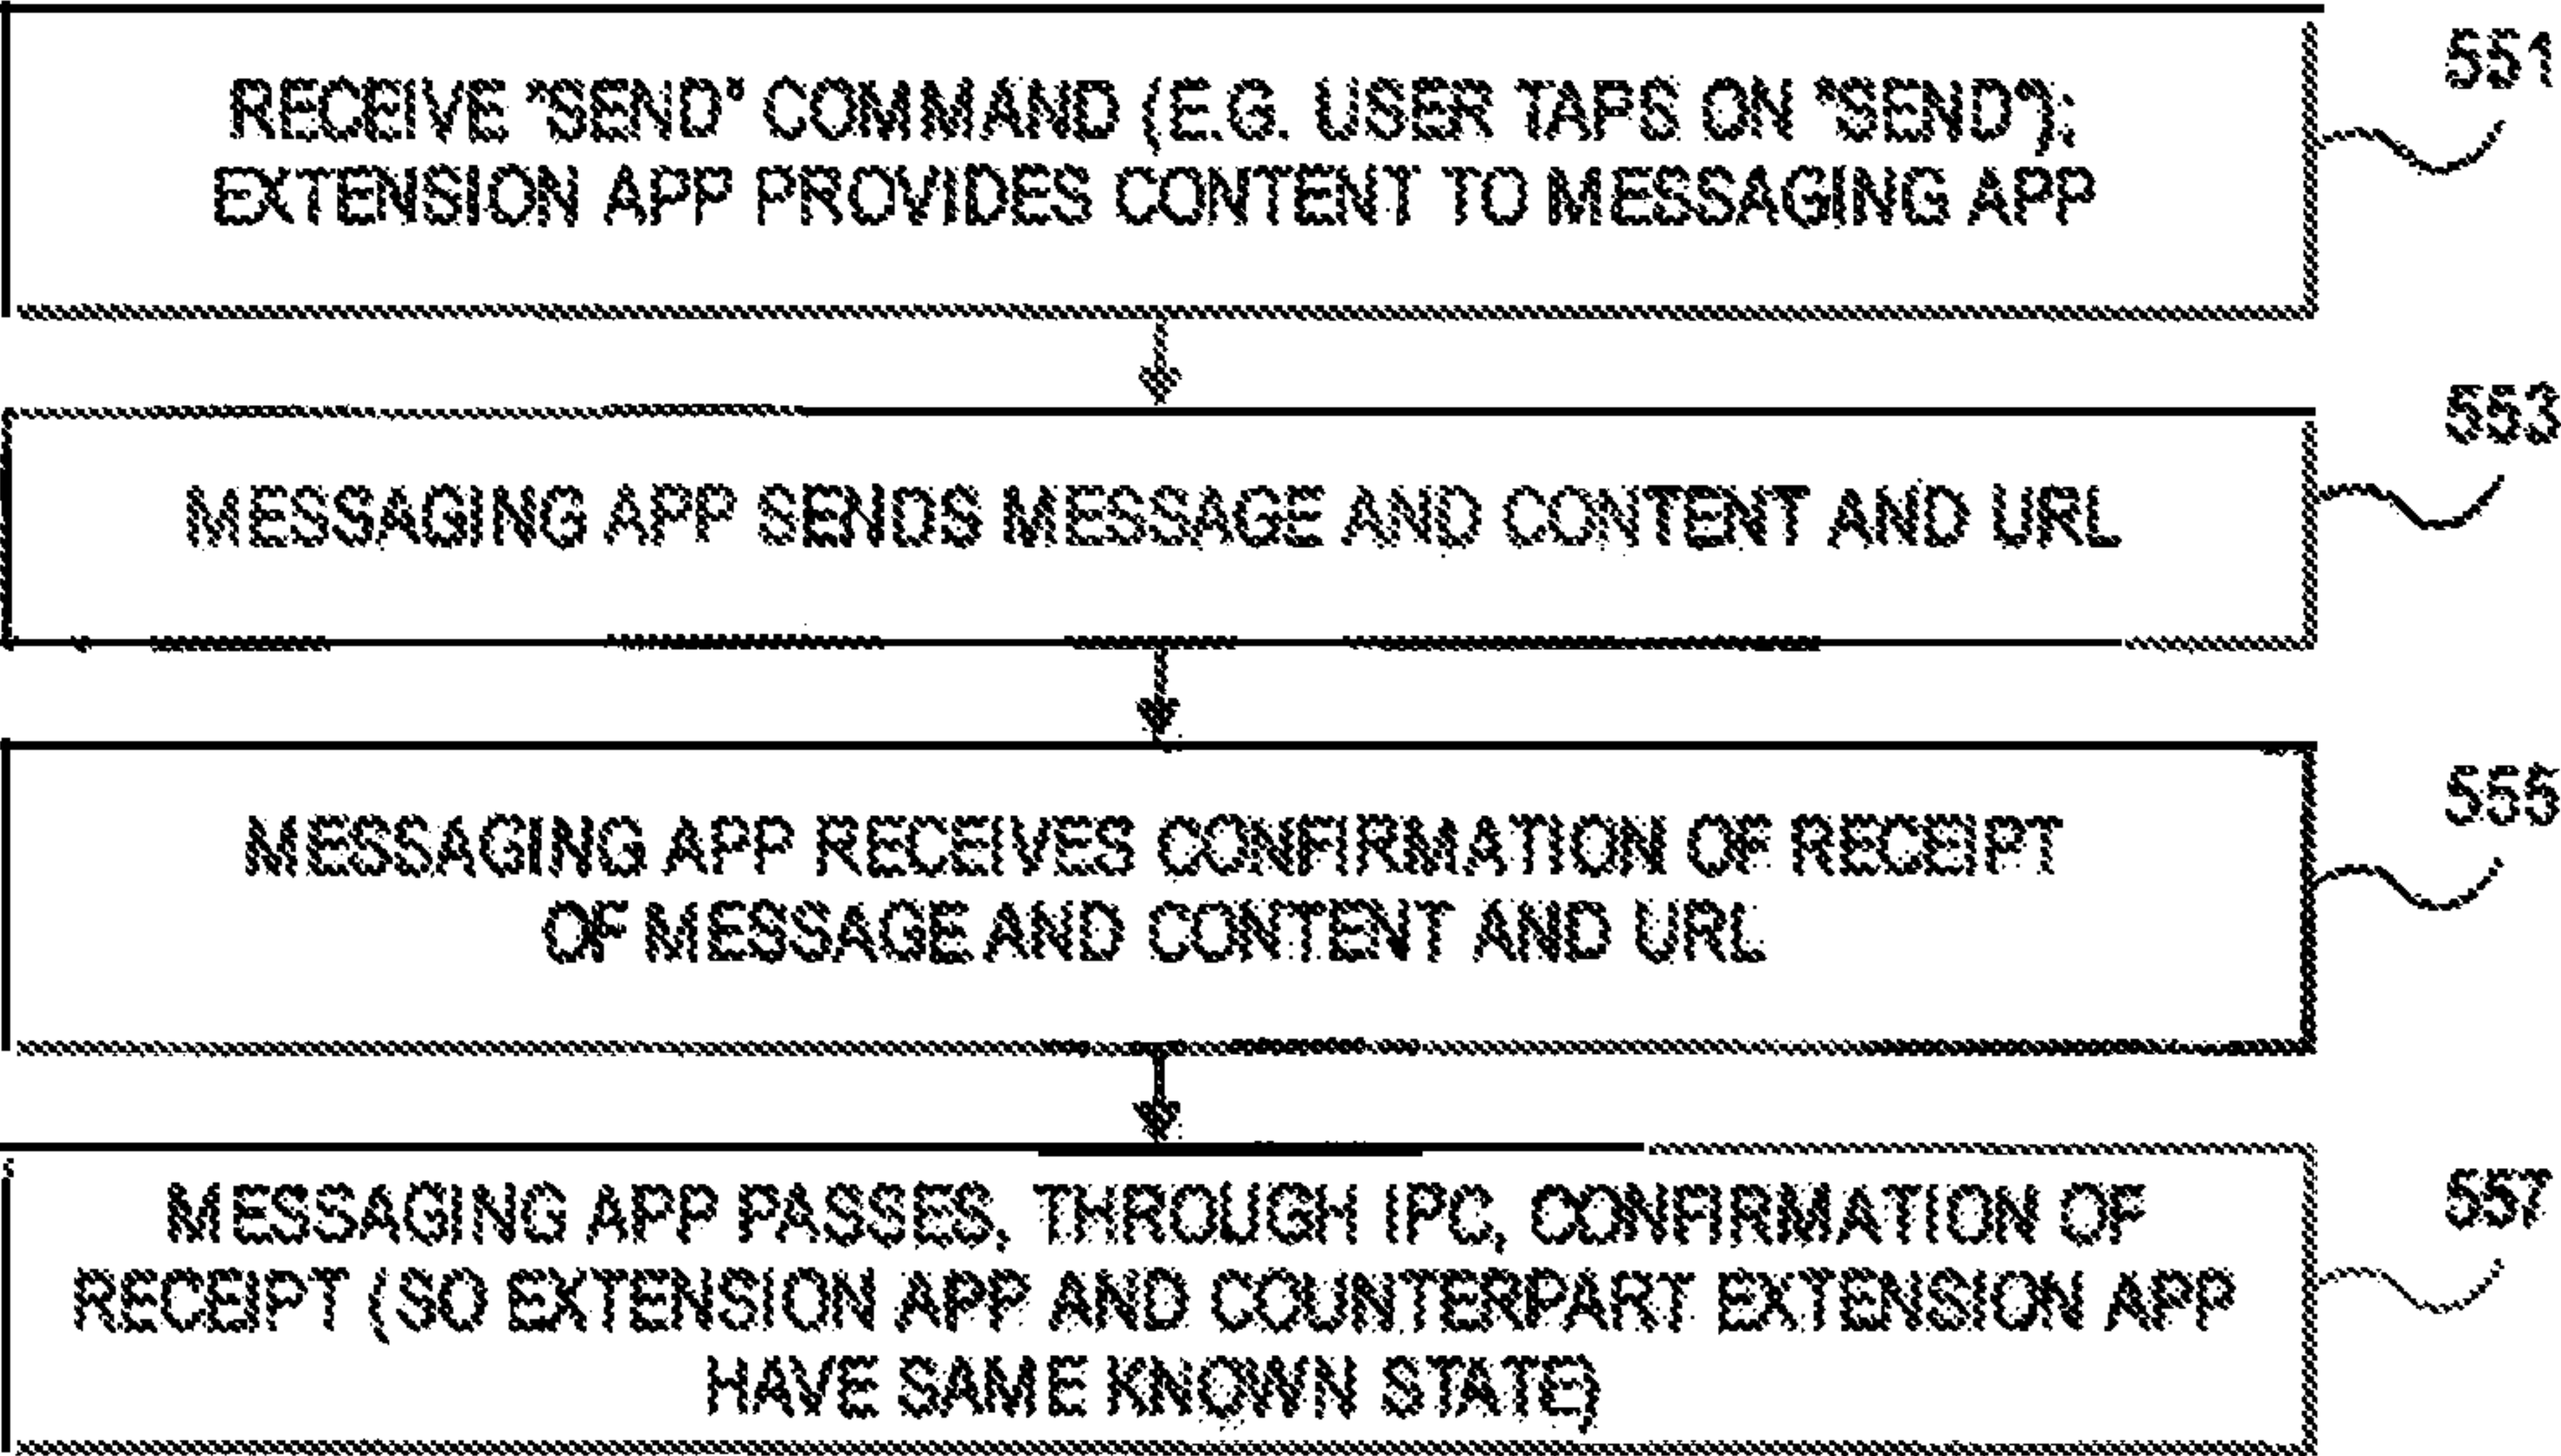 551
RECEIVE "SEND" COMMAND (E.G. USER TAPS ON "SEND");
EXTENSION APP PROVIDES CONTENT TO MESSAGING APP
553
MESSAGING APP SENDS MESSAGE AND CONTENT AND URL
555
MESSAGING APP RECEIVES CONFIRMATION OF RECEIPT
OF MESSAGE AND CONTENT AND URL
557
MESSAGING APP PASSES, THROUGH IPC, CONFIRMATION OF
RECEIPT (SO EXTENSION APP AND COUNTERPART EXTENSION APP
HAVE SAME KNOWN STATE)